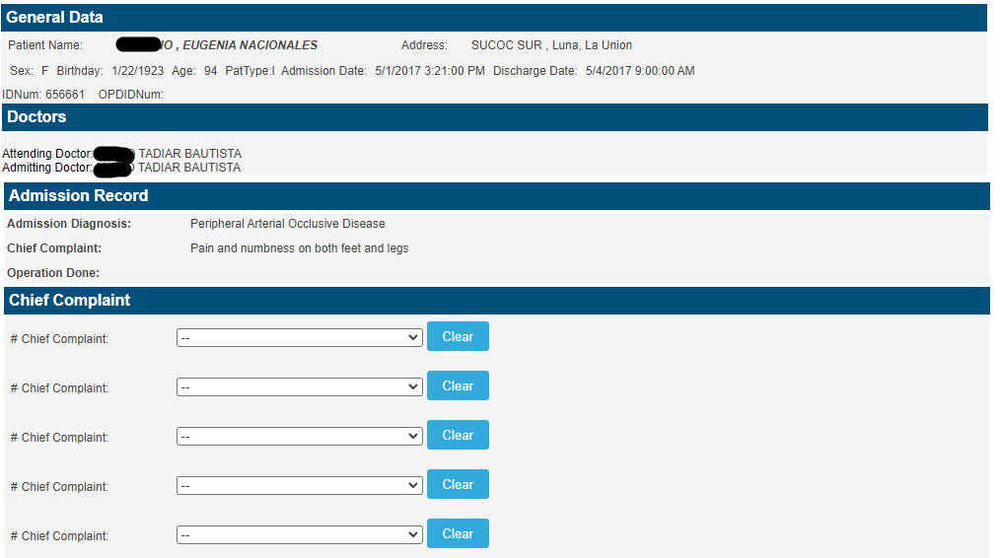 General Data
Patient Name: IO , EUGENIA NACIONALES Address: SUCOC SUR , Luna, La Union
Sex: F Birthday: 1/22/1923 Age: 94 PatType:I Admission Date: 5/1/2017 3:21:00 PM Discharge Date: 5/4/2017 9:00:00 AM
IDNum: 656661 OPDIDNum:
Doctors
Attending Doctor: TADIAR BAUTISTA
Admitting Doctor: TADIAR BAUTISTA
Admission Record
Admission Diagnosis: Peripheral Arterial Occlusive Disease
Chief Complaint: Pain and numbness on both feet and legs
Operation Done:
Chief Complaint
# Chief Complaint: -- Clear
# Chief Complaint: -- Clear
# Chief Complaint: -- Clear
# Chief Complaint: -- Clear
# Chief Complaint: -- Clear